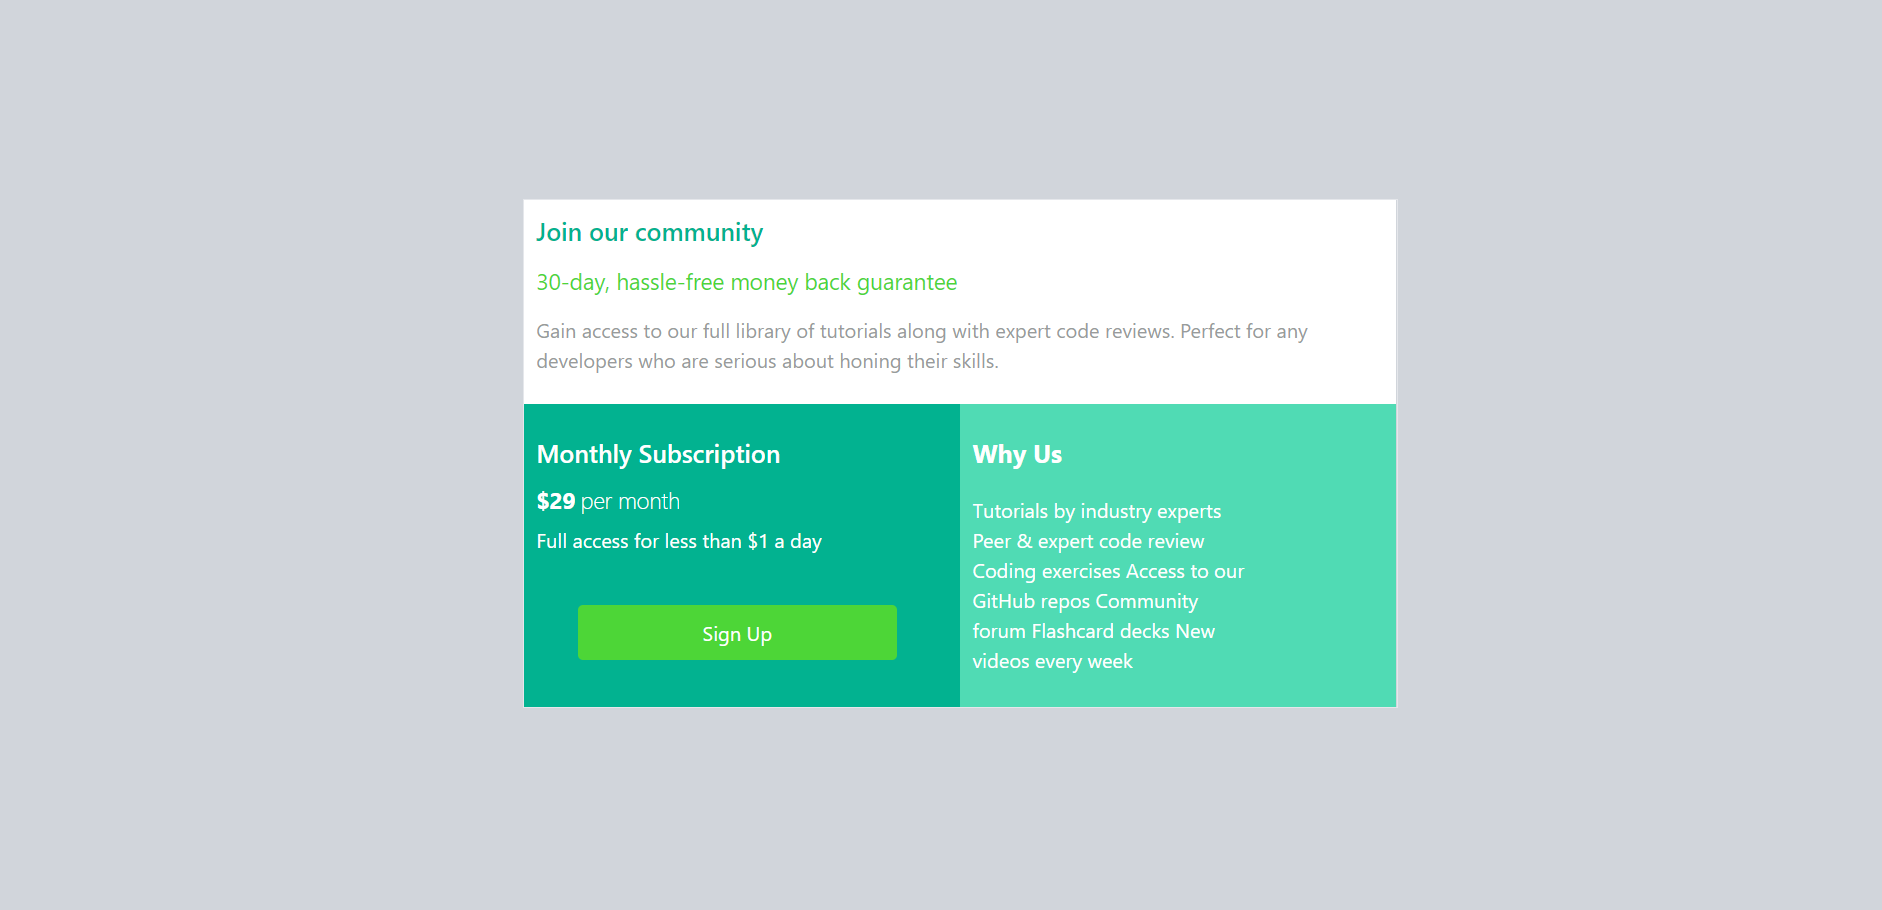 Join our community
30-day, hassle-free money back guarantee
Gain access to our full library of tutorials along with expert code reviews. Perfect for any
developers who are serious about honing their skills.
Monthly Subscription
$29 per month
Full access for less than $1 a day
Sign Up
Why Us
Tutorials by industry experts
Peer & expert code review
Coding exercises Access to our
GitHub repos Community
forum Flashcard decks New
videos every week